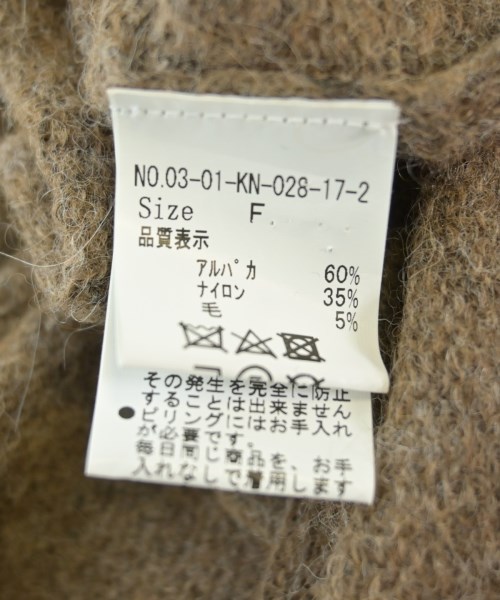 NO.03-01-KN-028-17-2
Size F
品質表示
アルパカ 60%
ナイロン 35%
毛 5%
その発生を完全に防止
することは出来ません
●ピリングにはお手入れ
が必要です。
毎日同じ商品を、お手
入れなしで着用します